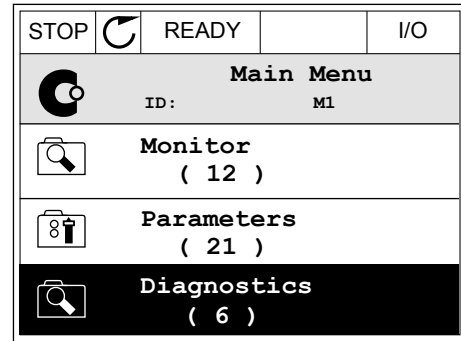 STOP READY I/O
Main Menu
ID: M1
Monitor
( 12 )
Parameters
( 21 )
Diagnostics
( 6 )